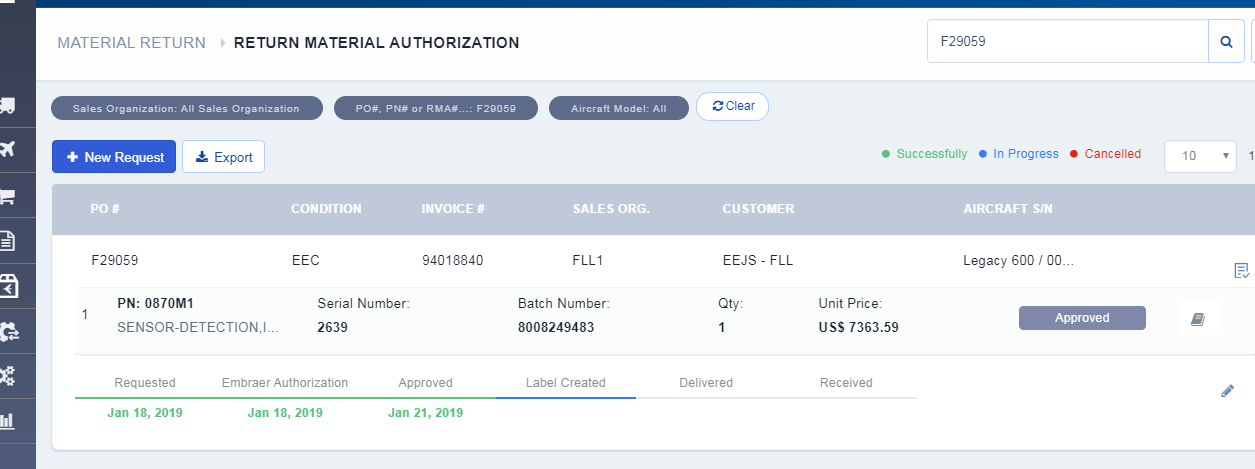 MATERIAL RETURN RETURN MATERIAL AUTHORIZATION F29059
Sales Organization: All Sales Organization PO#, PN# or RMA#...: F29059 Aircraft Model: All Clear
New Request Export Successfully In Progress Cancelled 10 1
PO # CONDITION INVOICE # SALES ORG. CUSTOMER AIRCRAFT S/N
F29059 EEC 94018840 FLL1 EEJS - FLL Legacy 600 / 00...
1 PN: 0870M1 Serial Number: Batch Number: Qty: Unit Price: Approved
SENSOR-DETECTION,I... 2639 8008249483 1 US$ 7363.59
Requested Embraer Authorization Approved Label Created Delivered Received
Jan 18, 2019 Jan 18, 2019 Jan 21, 2019